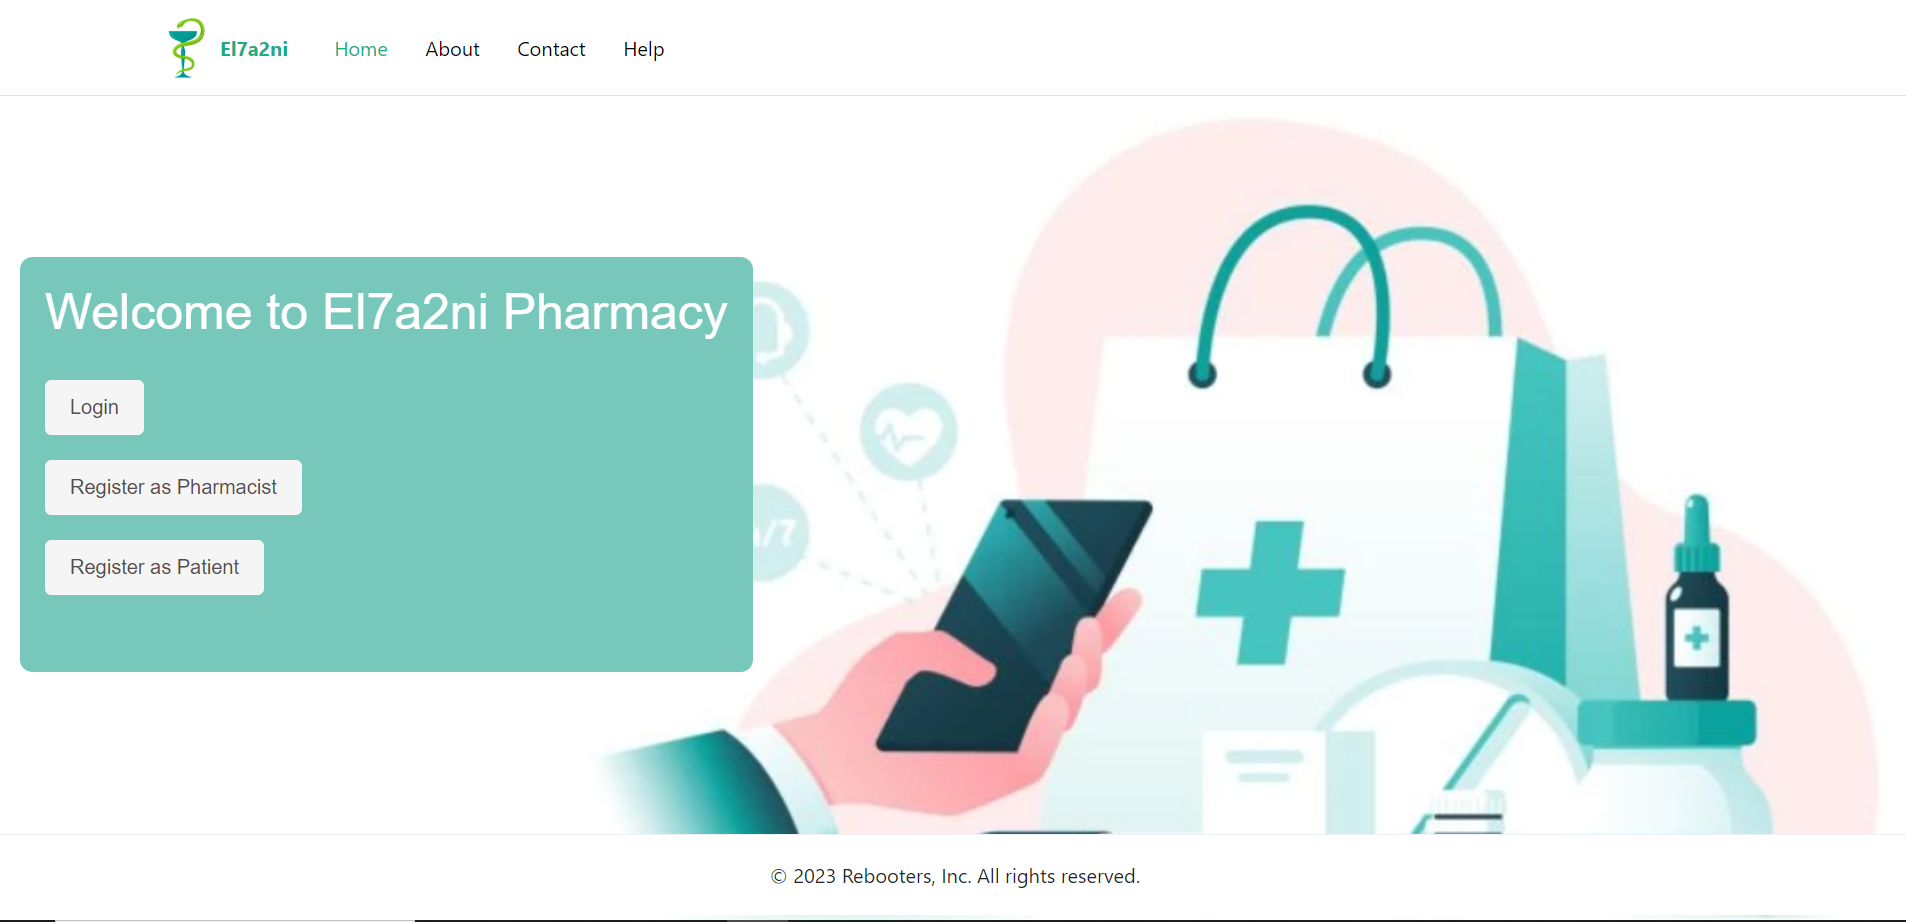 El7a2ni
Home
About
Contact
Help
Welcome to El7a2ni Pharmacy
Login
Register as Pharmacist
Register as Patient
/7
© 2023 Rebooters, Inc. All rights reserved.